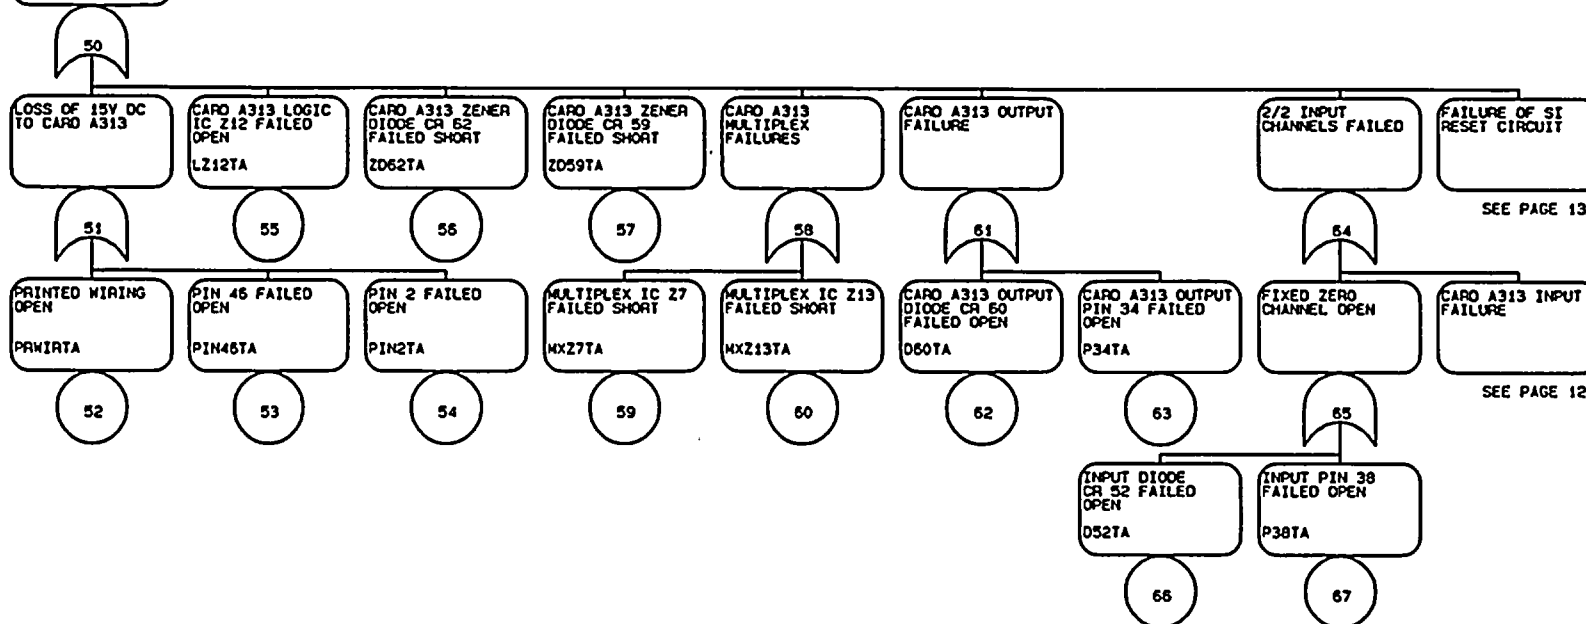 50
LOSS OF 15V DC
TO CARD A313
CARD A313 LOGIC
IC Z12 FAILED
OPEN
LZ12TA
CARD A313 ZENER
DIODE CR 62
FAILED SHORT
ZD62TA
CARD A313 ZENER
DIODE CR 59
FAILED SHORT
ZD59TA
CARD A313
MULTIPLEX
FAILURES
CARD A313 OUTPUT
FAILURE
2/2 INPUT
CHANNELS FAILED
FAILURE OF SI
RESET CIRCUIT
SEE PAGE 13
51
55
56
57
58
61
64
PRINTED WIRING
OPEN
PRWIRTA
PIN 46 FAILED
OPEN
PIN46TA
PIN 2 FAILED
OPEN
PIN2TA
MULTIPLEX IC Z7
FAILED SHORT
MXZ7TA
MULTIPLEX IC Z13
FAILED SHORT
MXZ13TA
CARD A313 OUTPUT
DIODE CR 60
FAILED OPEN
D60TA
CARD A313 OUTPUT
PIN 34 FAILED
OPEN
P34TA
FIXED ZERO
CHANNEL OPEN
CARD A313 INPUT
FAILURE
SEE PAGE 12
52
53
54
59
60
62
63
65
INPUT DIODE
CR 52 FAILED
OPEN
D52TA
INPUT PIN 38
FAILED OPEN
P38TA
66
67